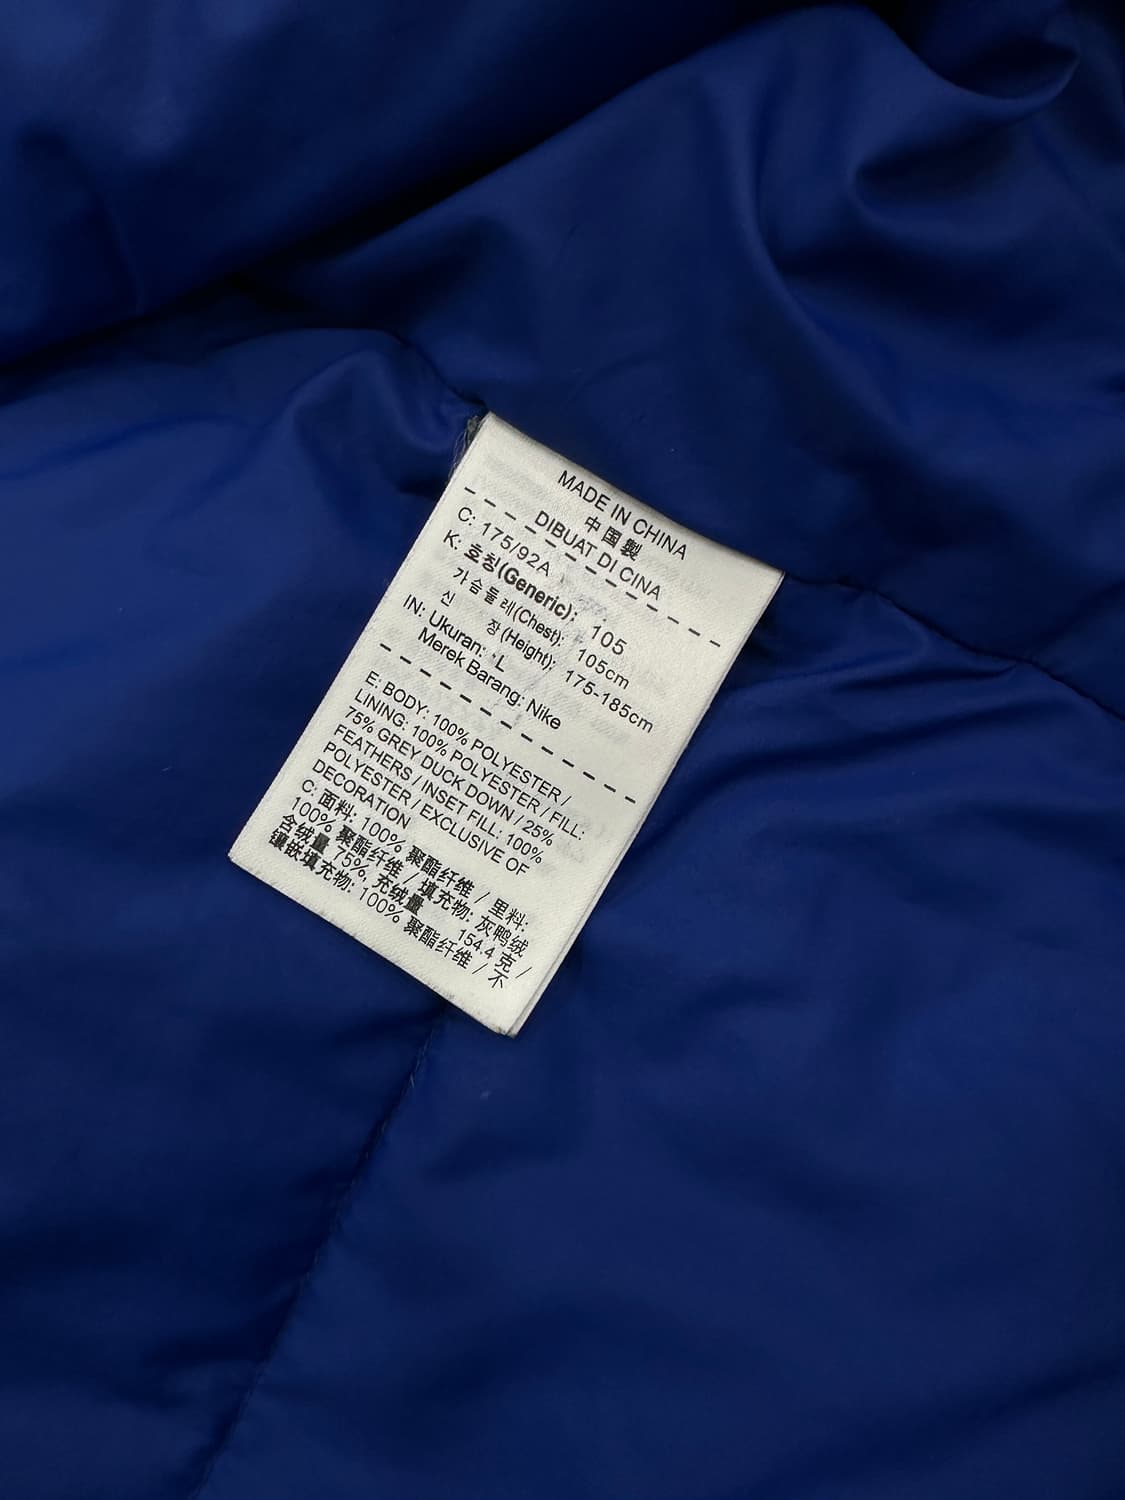 MADE IN CHINA
中国製
DIBUAT DI CINA
C: 175/92A
K: 호칭(Generic): 105
가슴둘레(Chest): 105cm
신 장(Height): 175-185cm
IN: Ukuran: L
Merek Barang: Nike
E: BODY: 100% POLYESTER /
LINING: 100% POLYESTER / FILL:
75% GREY DUCK DOWN / 25%
FEATHERS / INSET FILL: 100%
POLYESTER / EXCLUSIVE OF
DECORATION
C: 面料: 100% 聚酯纤维 / 里料:
100% 聚酯纤维 / 填充物: 灰鸭绒
含绒量 75%, 充绒量 154.4 克 /
镶嵌填充物: 100% 聚酯纤维 / 不